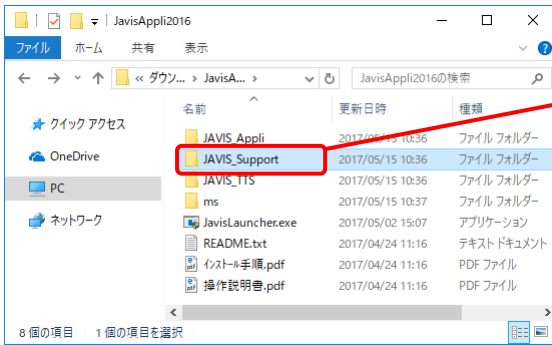 JavisAppli2016
ファイル ホーム 共有 表示
« ダウン... › JavisA... › JavisAppli2016の検索
名前 更新日時 種類
クイック アクセス
OneDrive
PC
ネットワーク
JAVIS_Appli 2017/05/15 10:36 ファイル フォルダー
JAVIS_Support 2017/05/15 10:36 ファイル フォルダー
JAVIS_TTS 2017/05/15 10:36 ファイル フォルダー
ms 2017/05/15 10:37 ファイル フォルダー
JavisLauncher.exe 2017/05/02 15:07 アプリケーション
README.txt 2017/04/24 11:16 テキスト ドキュメント
インストール手順.pdf 2017/04/24 11:16 PDF ファイル
操作説明書.pdf 2017/04/24 11:16 PDF ファイル
8 個の項目 1 個の項目を選択